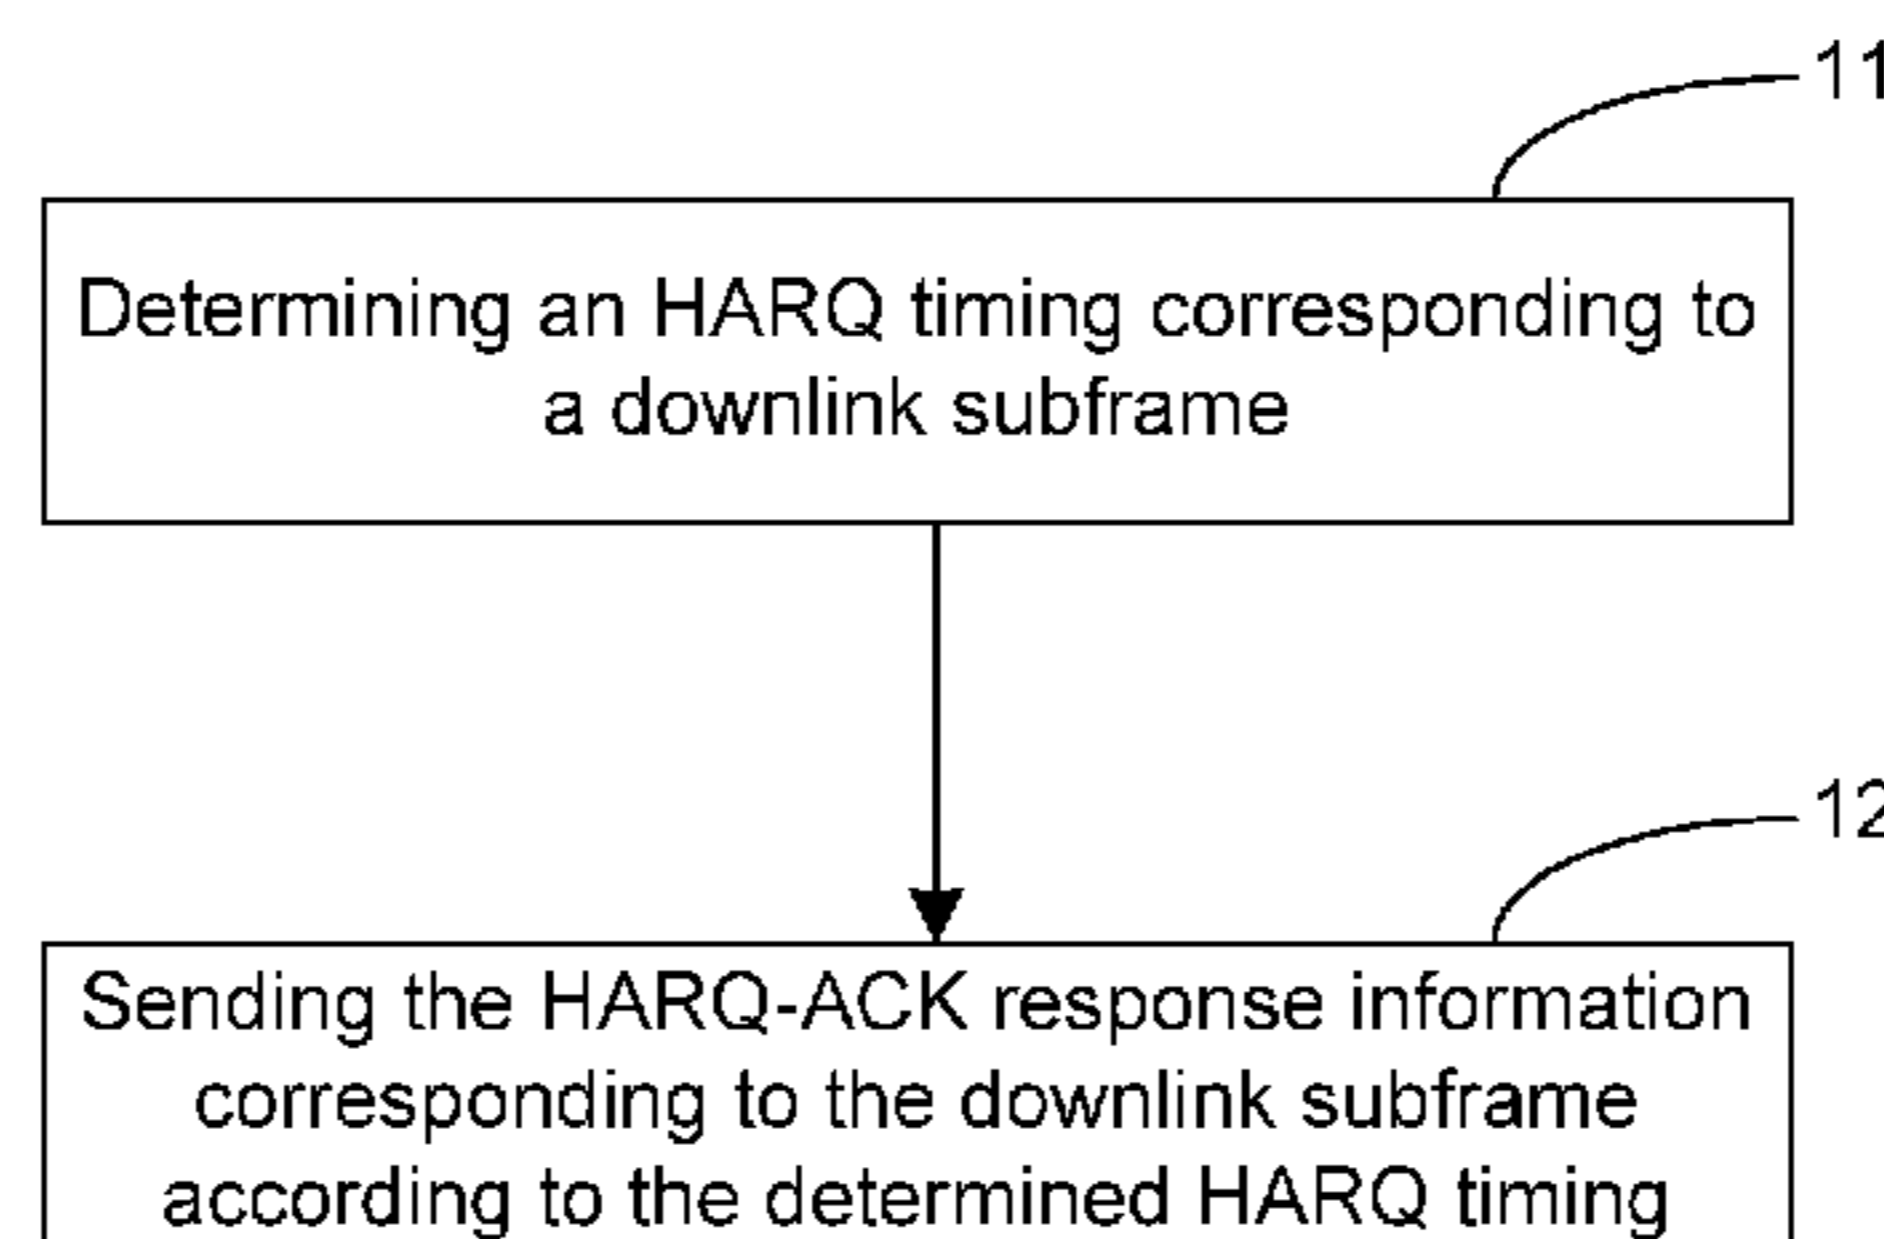 11
Determining an HARQ timing corresponding to
a downlink subframe
12
Sending the HARQ-ACK response information
corresponding to the downlink subframe
according to the determined HARQ timing